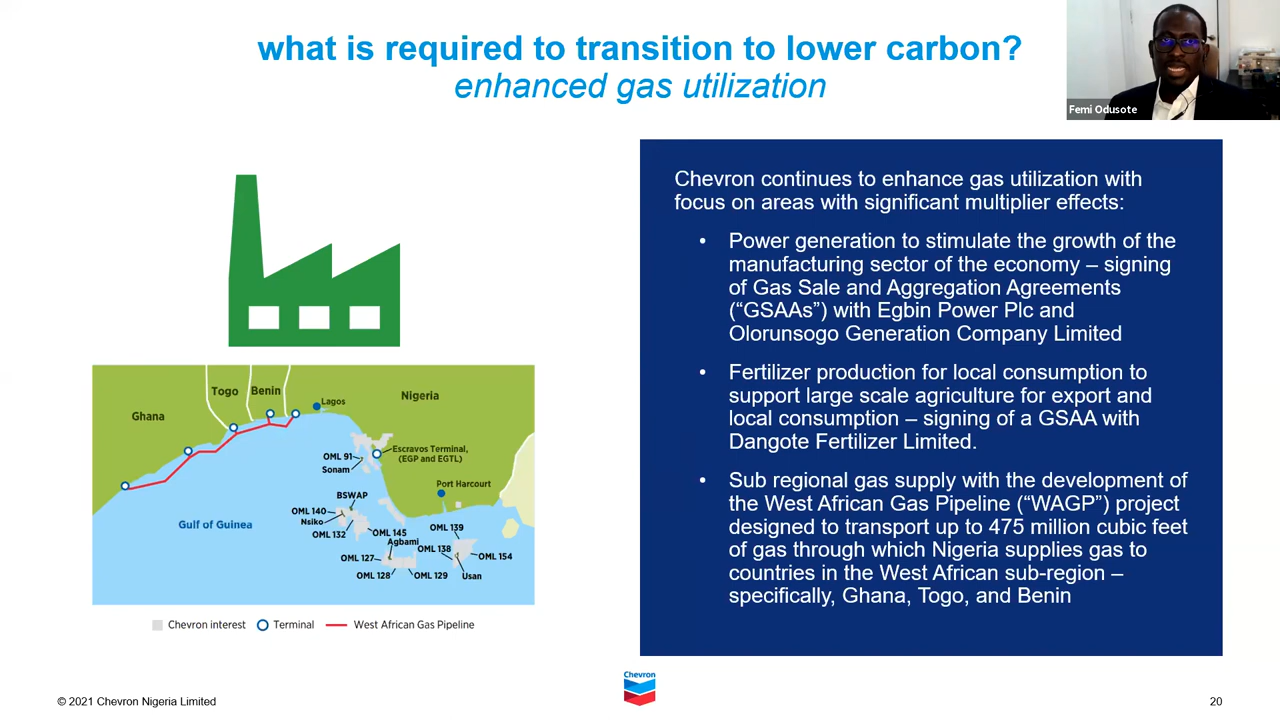 what is required to transition to lower carbon?
enhanced gas utilization
Femi Odusote
Chevron continues to enhance gas utilization with
focus on areas with significant multiplier effects:
• Power generation to stimulate the growth of the
manufacturing sector of the economy – signing
of Gas Sale and Aggregation Agreements
(“GSAAs”) with Egbin Power Plc and
Olorunsogo Generation Company Limited
• Fertilizer production for local consumption to
support large scale agriculture for export and
local consumption – signing of a GSAA with
Dangote Fertilizer Limited.
• Sub regional gas supply with the development of
the West African Gas Pipeline (“WAGP”) project
designed to transport up to 475 million cubic feet
of gas through which Nigeria supplies gas to
countries in the West African sub-region –
specifically, Ghana, Togo, and Benin
Togo
Benin
Nigeria
Ghana
Lagos
Escravos Terminal,
(EGP and EGTL)
OML 91
Sonam
Port Harcourt
BSWAP
OML 140
Nsiko
OML 132
Gulf of Guinea
OML 145
Agbami
OML 139
OML 127
OML 138
OML 154
OML 128
OML 129
Usan
Chevron interest
Terminal
West African Gas Pipeline
Chevron
© 2021 Chevron Nigeria Limited
20